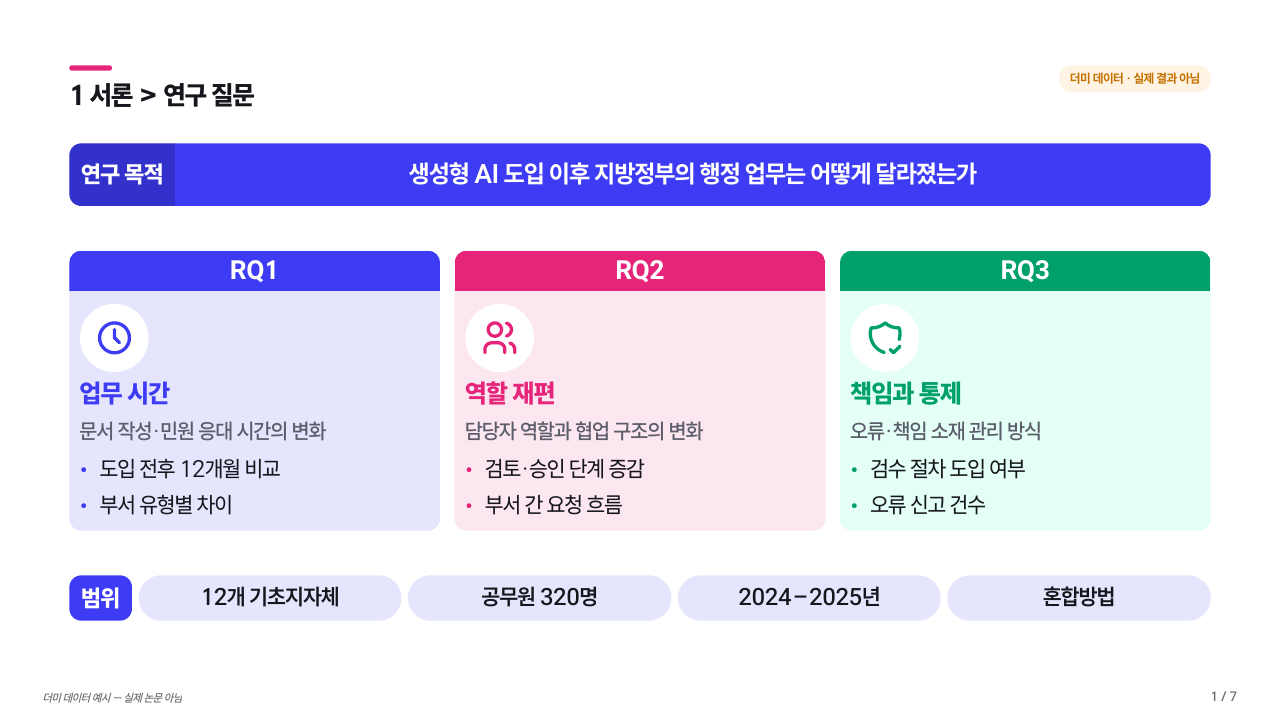 1 서론 > 연구 질문
더미 데이터 · 실제 결과 아님
연구 목적
생성형 AI 도입 이후 지방정부의 행정 업무는 어떻게 달라졌는가
RQ1
업무 시간
문서 작성·민원 응대 시간의 변화
• 도입 전후 12개월 비교
• 부서 유형별 차이
RQ2
역할 재편
담당자 역할과 협업 구조의 변화
• 검토·승인 단계 증감
• 부서 간 요청 흐름
RQ3
책임과 통제
오류·책임 소재 관리 방식
• 검수 절차 도입 여부
• 오류 신고 건수
범위
12개 기초지자체
공무원 320명
2024–2025년
혼합방법
더미 데이터 예시 — 실제 논문 아님
1 / 7